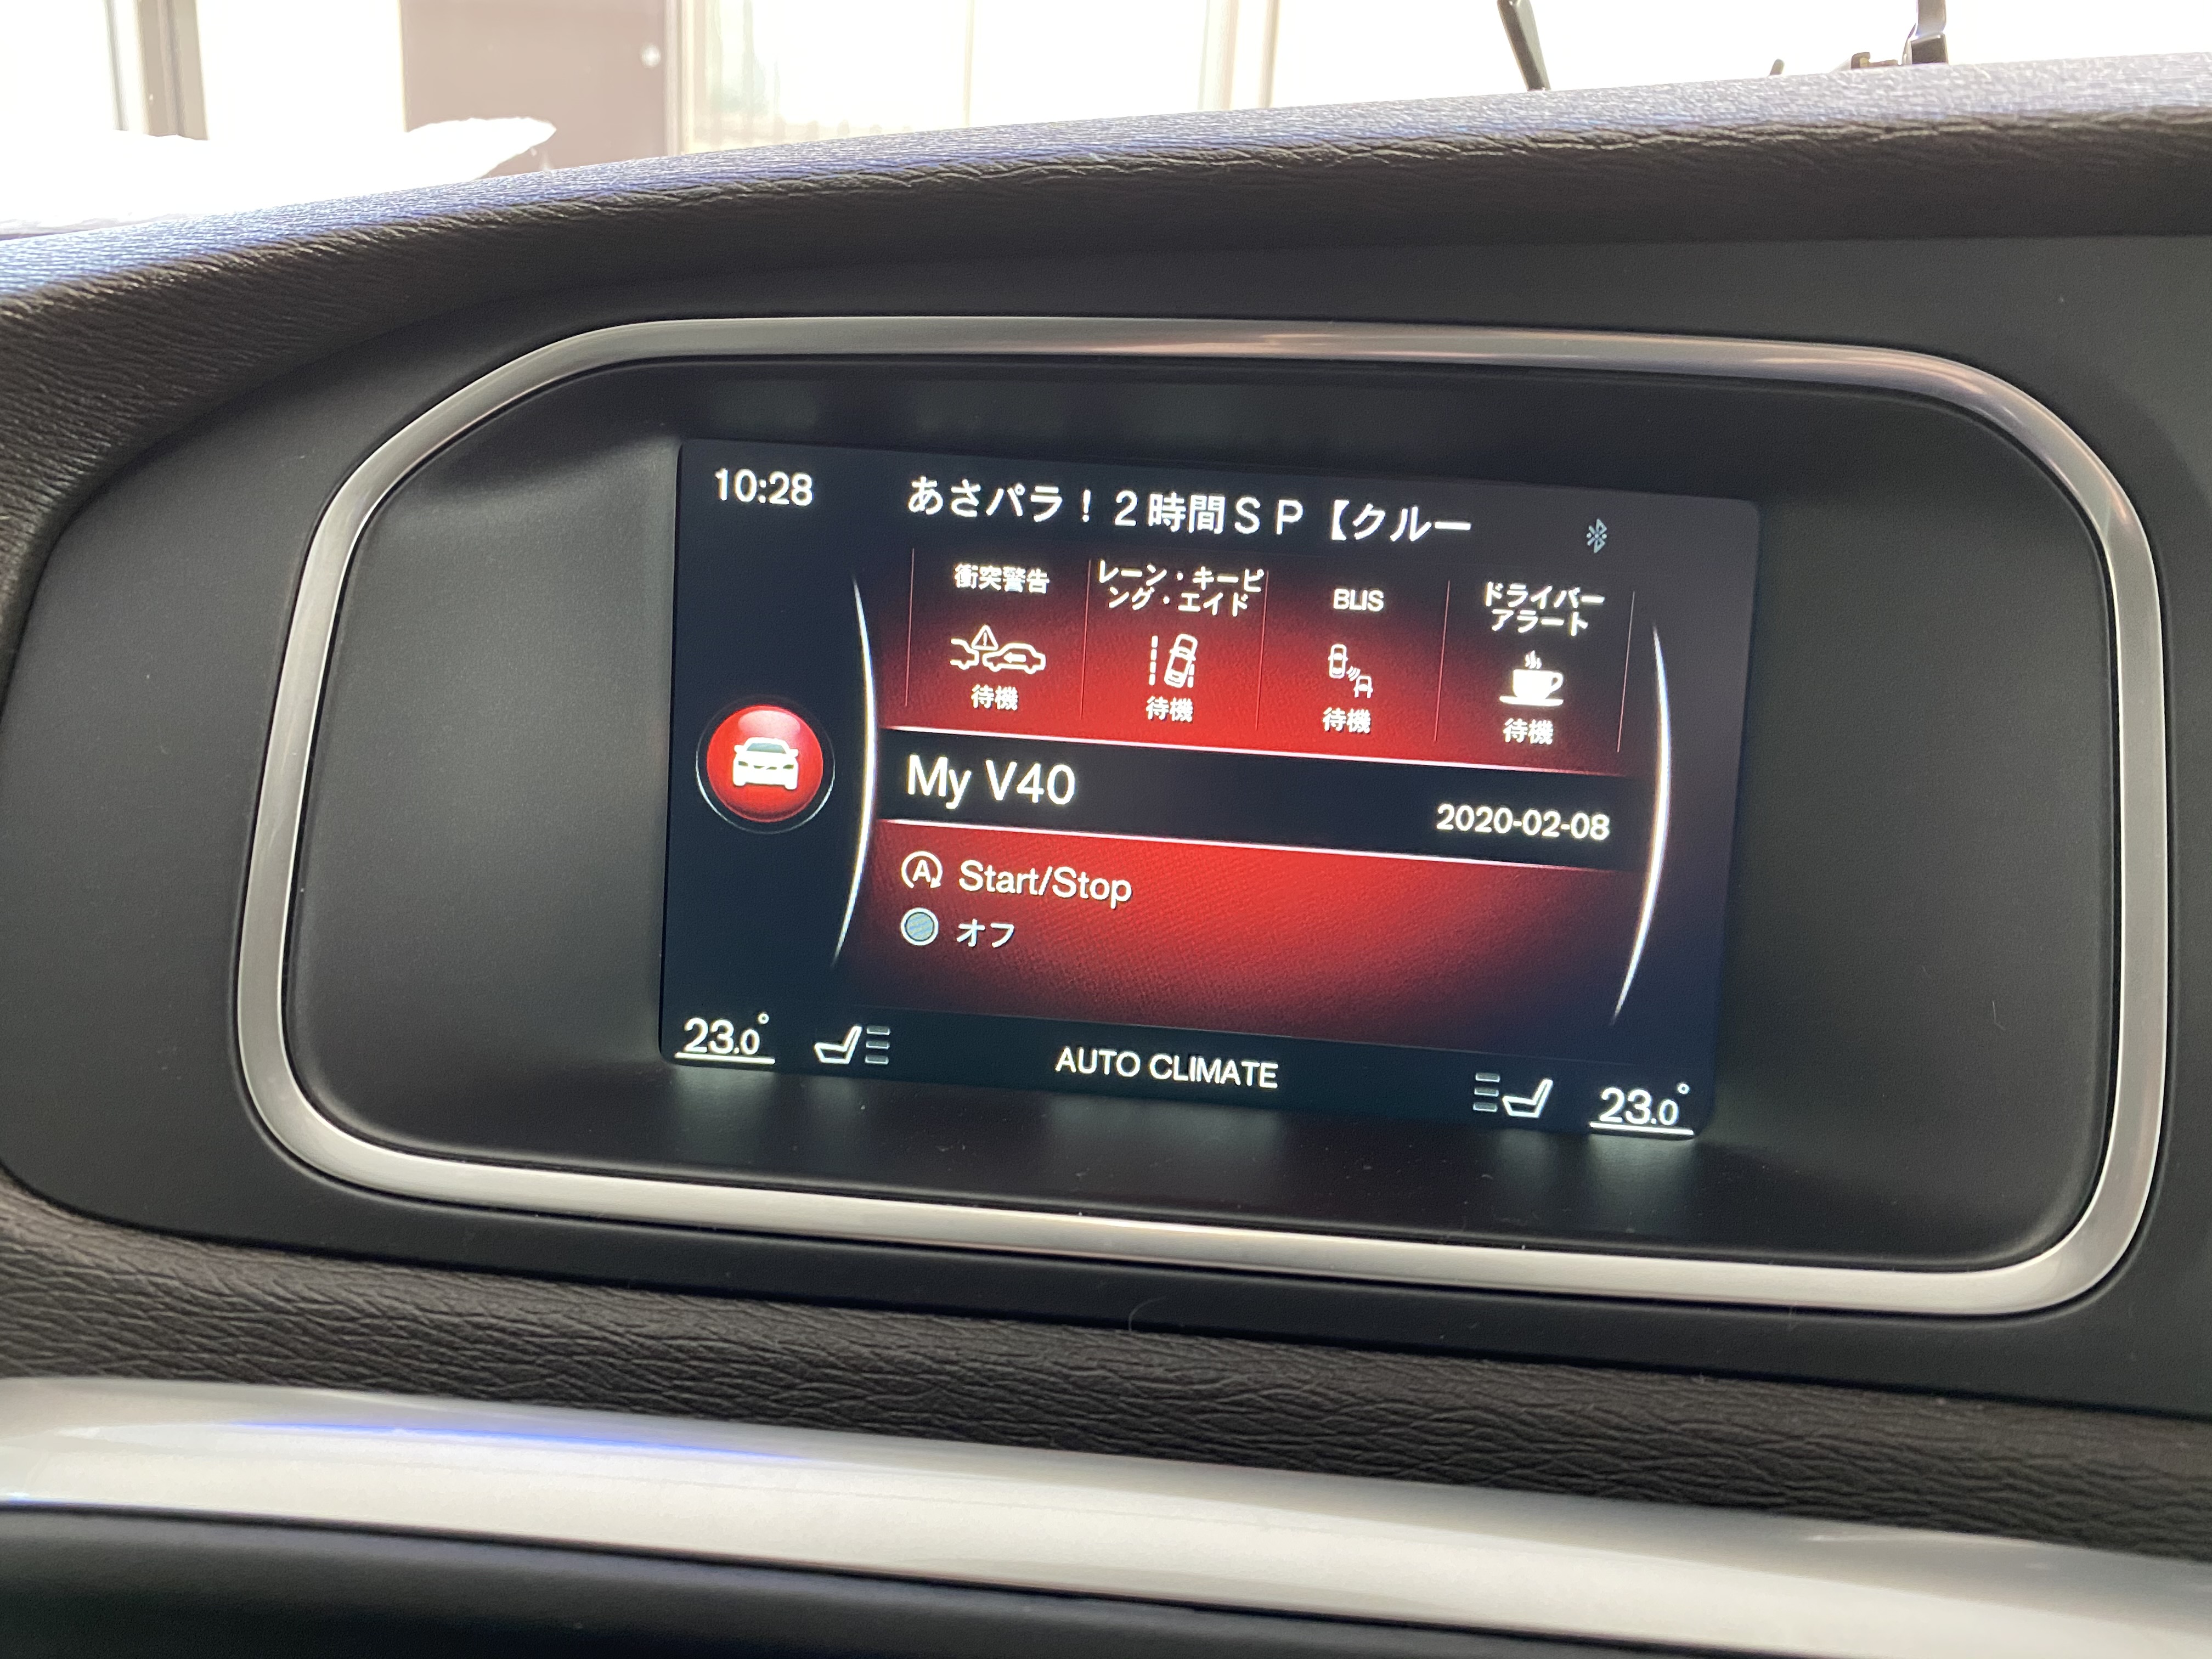 10:28
あさパラ！２時間ＳＰ【クルー
衝突警告
待機
レーン・キーピ
ング・エイド
待機
BLIS
待機
ドライバー
アラート
待機
My V40
2020-02-08
A Start/Stop
オフ
23.0°
AUTO CLIMATE
23.0°